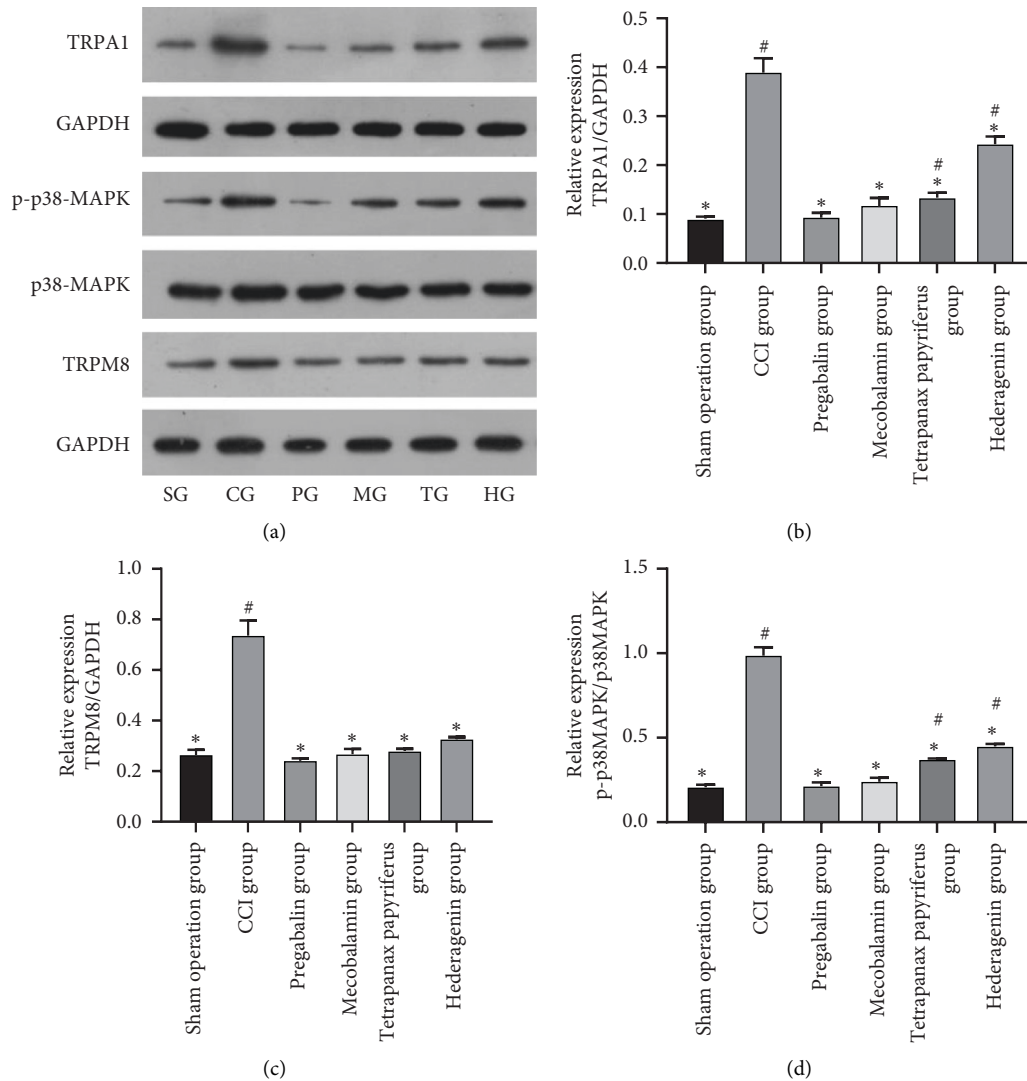 TRPA1
GAPDH
p-p38-MAPK
p38-MAPK
TRPM8
GAPDH
SG CG PG MG TG HG
(a)
Relative expression
TRPA1/GAPDH
0.5
0.4
0.3
0.2
0.1
0.0
*
#
*
*
#
*
#
*
Sham operation group
CCI group
Pregabalin group
Mecobalamin group
Tetrapanax papyriferus
group
Hederagenin group
(b)
Relative expression
TRPM8/GAPDH
1.0
0.8
0.6
0.4
0.2
0.0
*
#
*
*
*
*
Sham operation group
CCI group
Pregabalin group
Mecobalamin group
Tetrapanax papyriferus
group
Hederagenin group
(c)
Relative expression
p-p38MAPK/p38MAPK
1.5
1.0
0.5
0.0
*
#
*
*
#
*
#
*
Sham operation group
CCI group
Pregabalin group
Mecobalamin group
Tetrapanax papyriferus
group
Hederagenin group
(d)